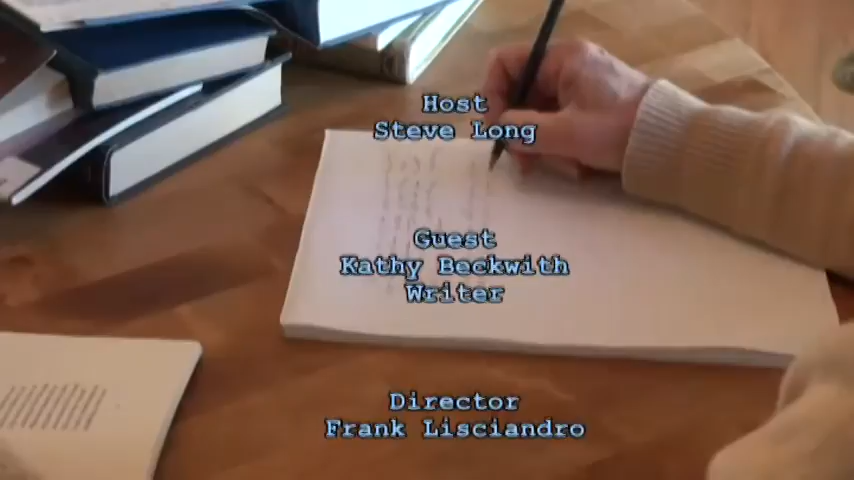 Host
Steve Long
Guest
Kathy Beckwith
Writer
Director
Frank Lisciandro